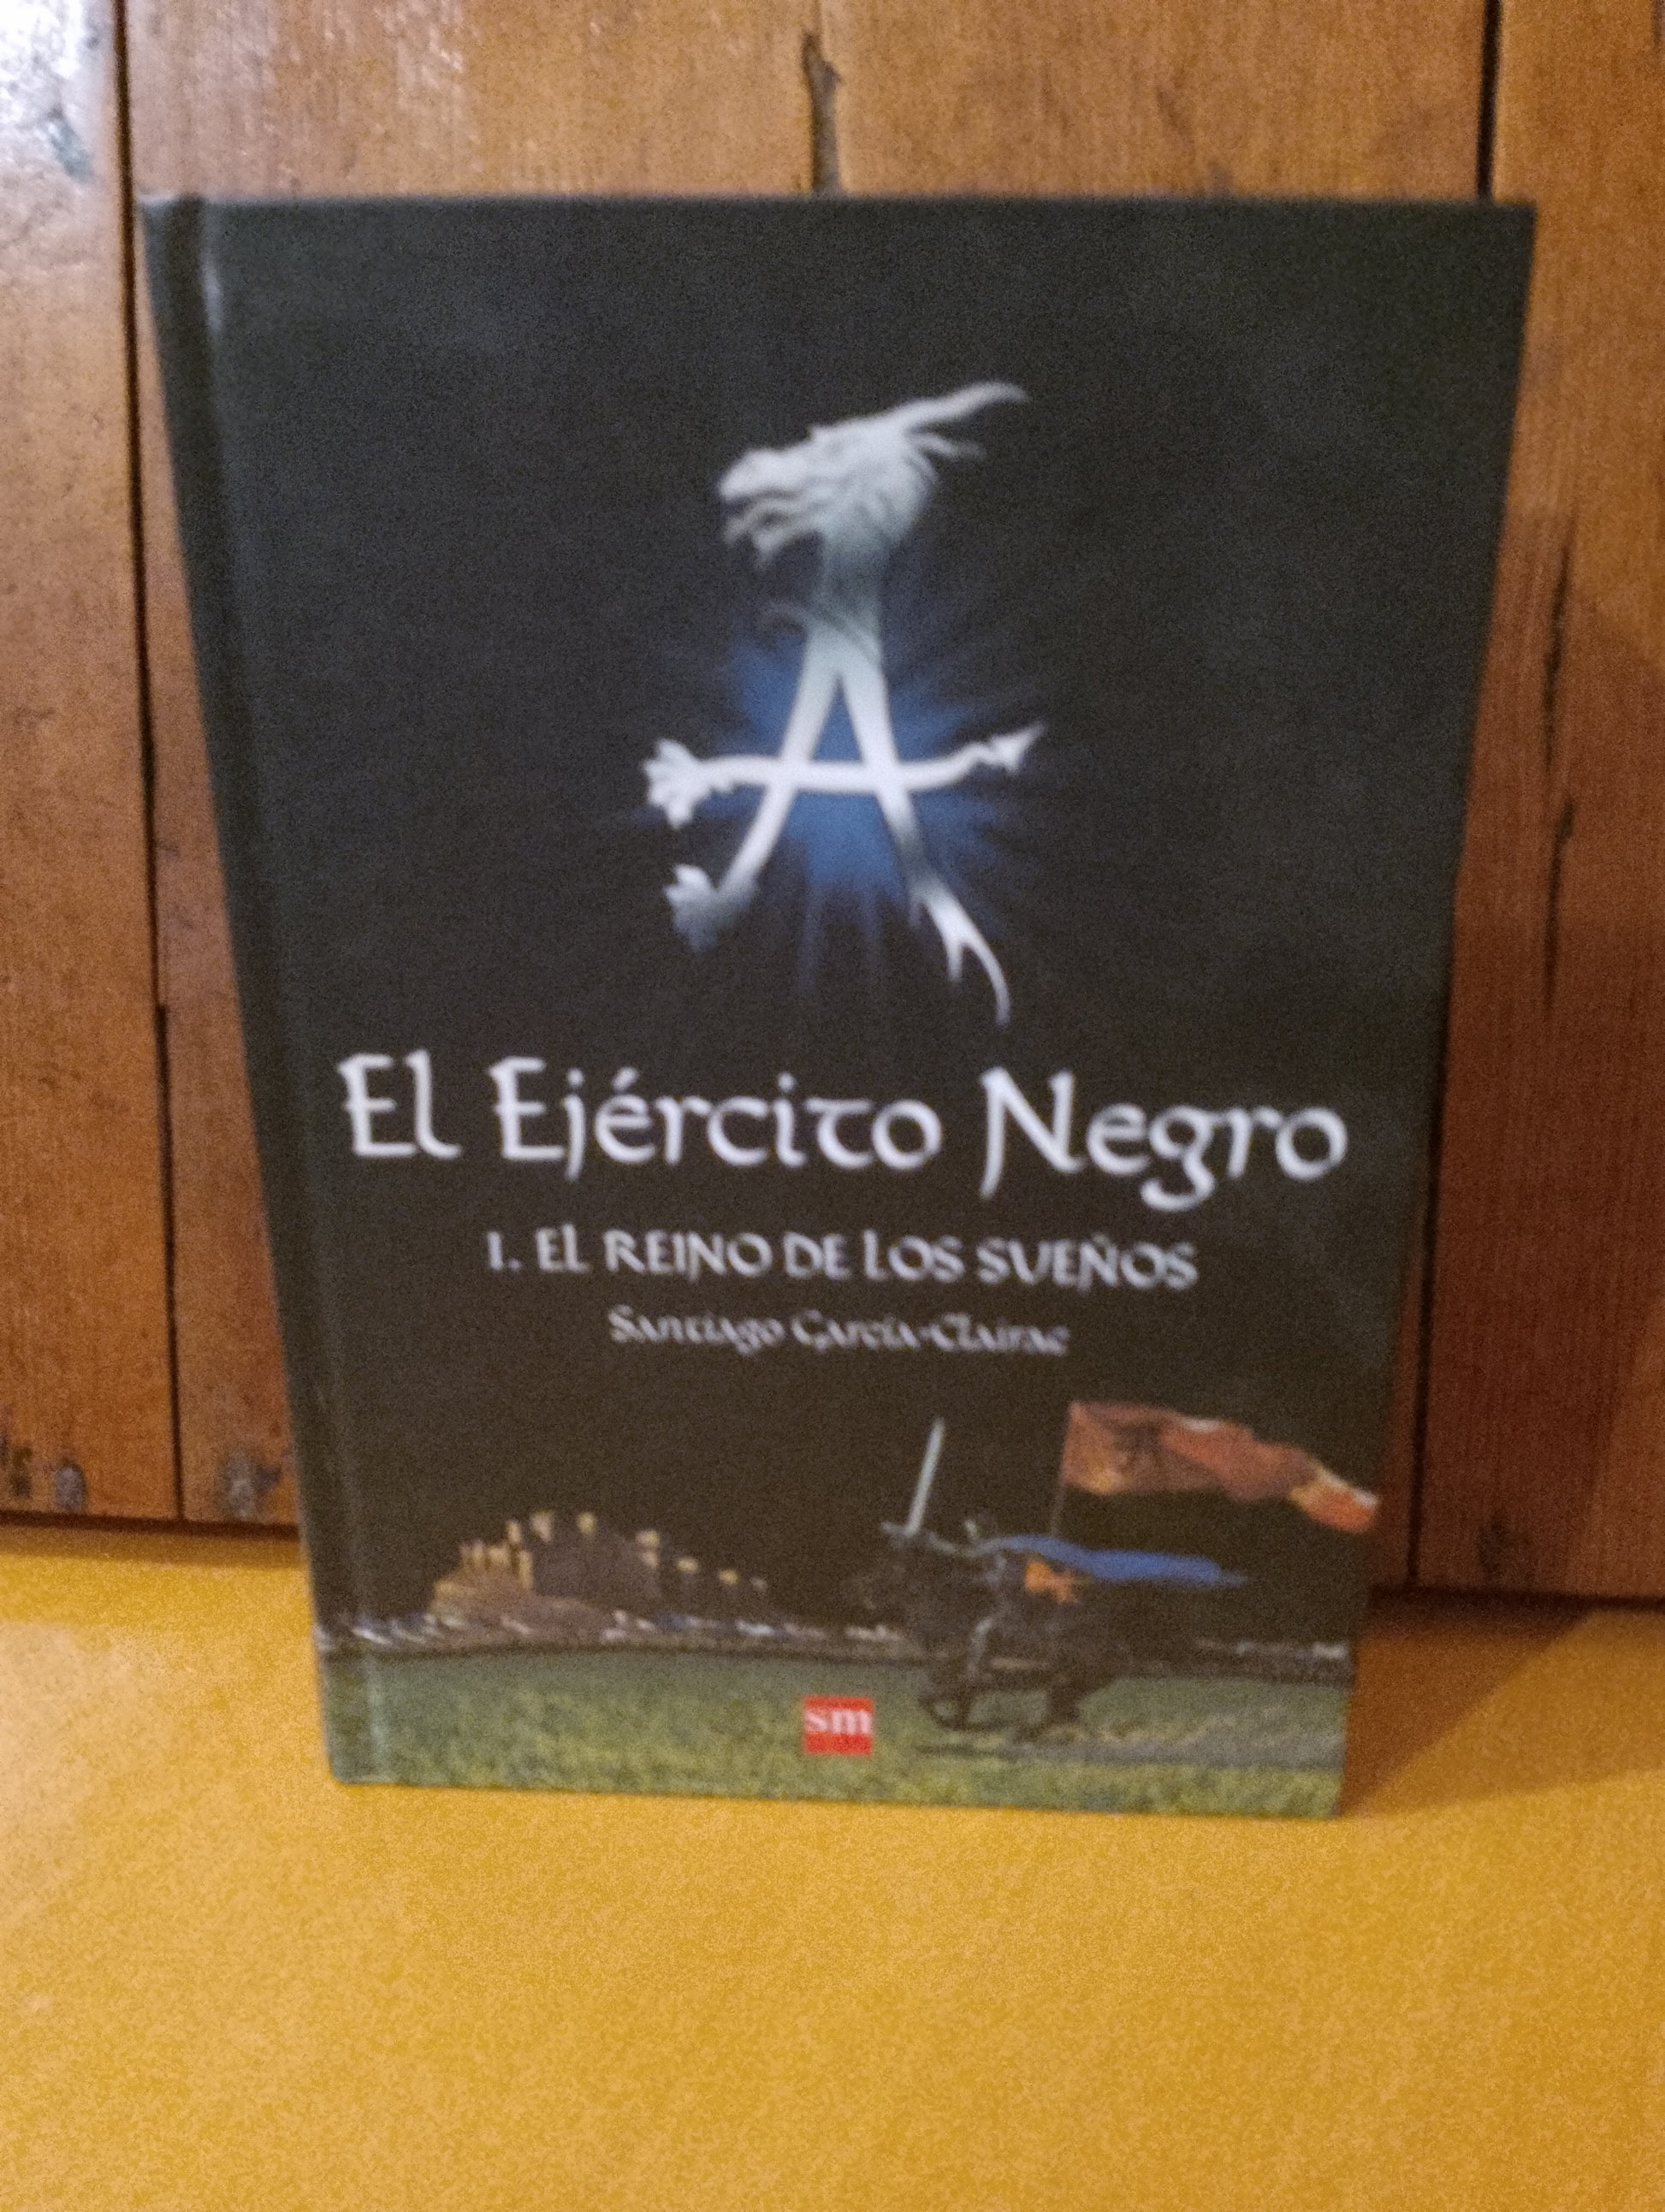 El Ejército Negro
I. EL REINO DE LOS SUEÑOS
Santiago García-Clairac
sm